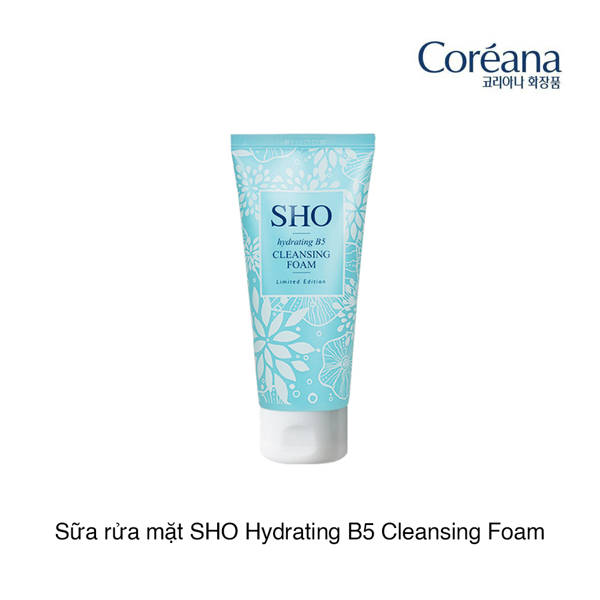 Coréana
코리아나 화장품
SHO
hydrating B5
CLEANSING
FOAM
Limited Edition
Sữa rửa mặt SHO Hydrating B5 Cleansing Foam